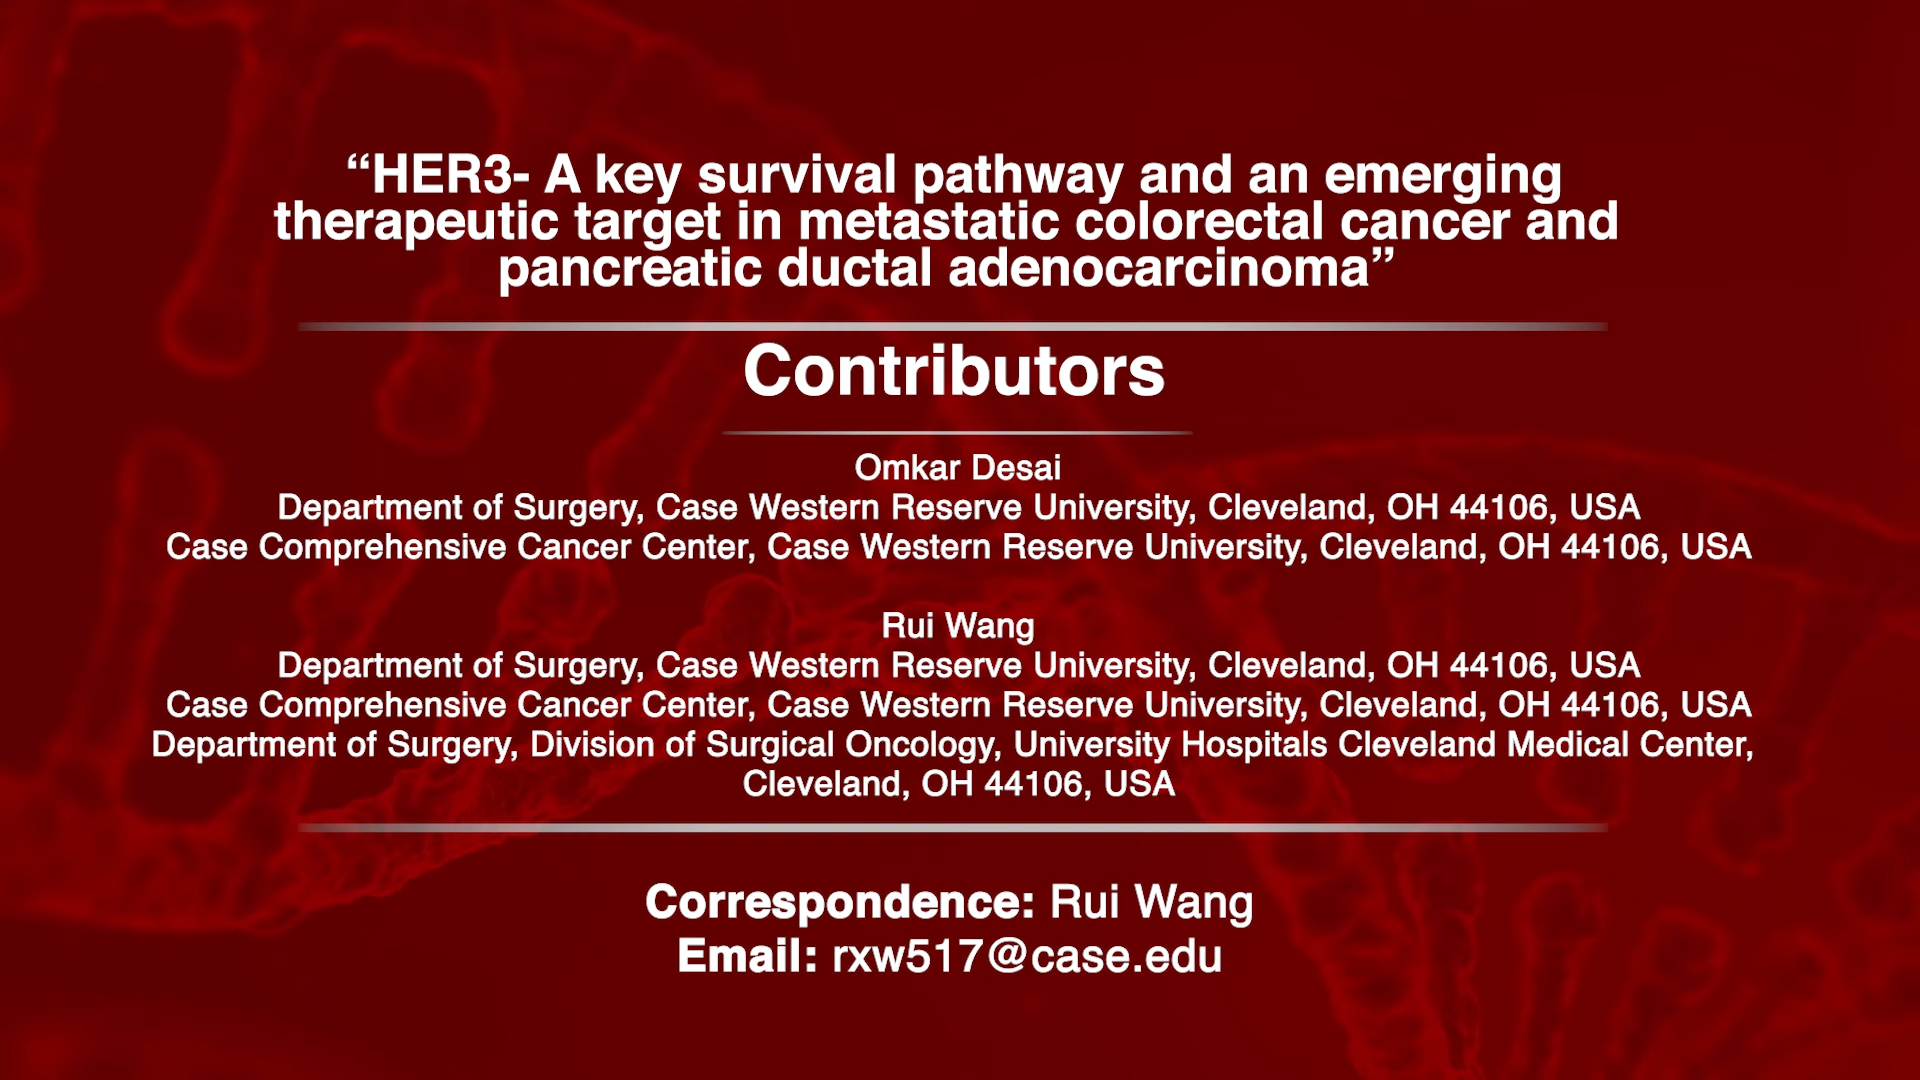 “HER3- A key survival pathway and an emerging
therapeutic target in metastatic colorectal cancer and
pancreatic ductal adenocarcinoma”
Contributors
Omkar Desai
Department of Surgery, Case Western Reserve University, Cleveland, OH 44106, USA
Case Comprehensive Cancer Center, Case Western Reserve University, Cleveland, OH 44106, USA
Rui Wang
Department of Surgery, Case Western Reserve University, Cleveland, OH 44106, USA
Case Comprehensive Cancer Center, Case Western Reserve University, Cleveland, OH 44106, USA
Department of Surgery, Division of Surgical Oncology, University Hospitals Cleveland Medical Center,
Cleveland, OH 44106, USA
Correspondence: Rui Wang
Email: rxw517@case.edu